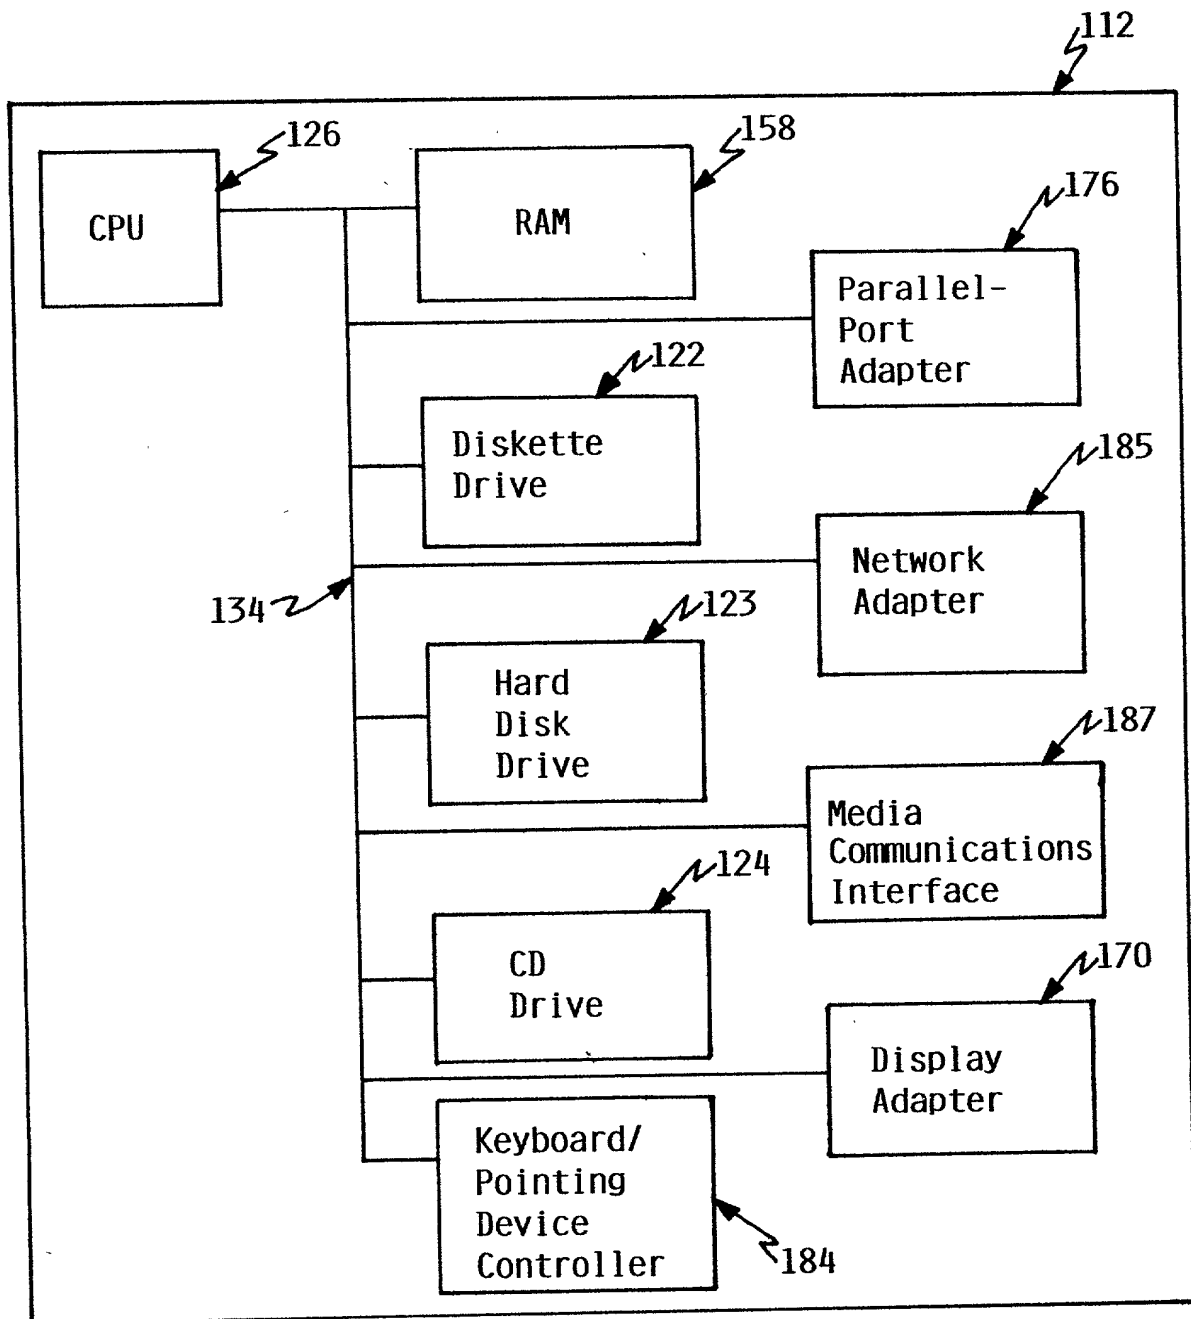 112
126
158
CPU
RAM
176
Parallel-
Port
Adapter
122
Diskette
Drive
185
Network
Adapter
134
123
Hard
Disk
Drive
187
Media
Communications
Interface
124
CD
Drive
170
Display
Adapter
Keyboard/
Pointing
Device
Controller
184